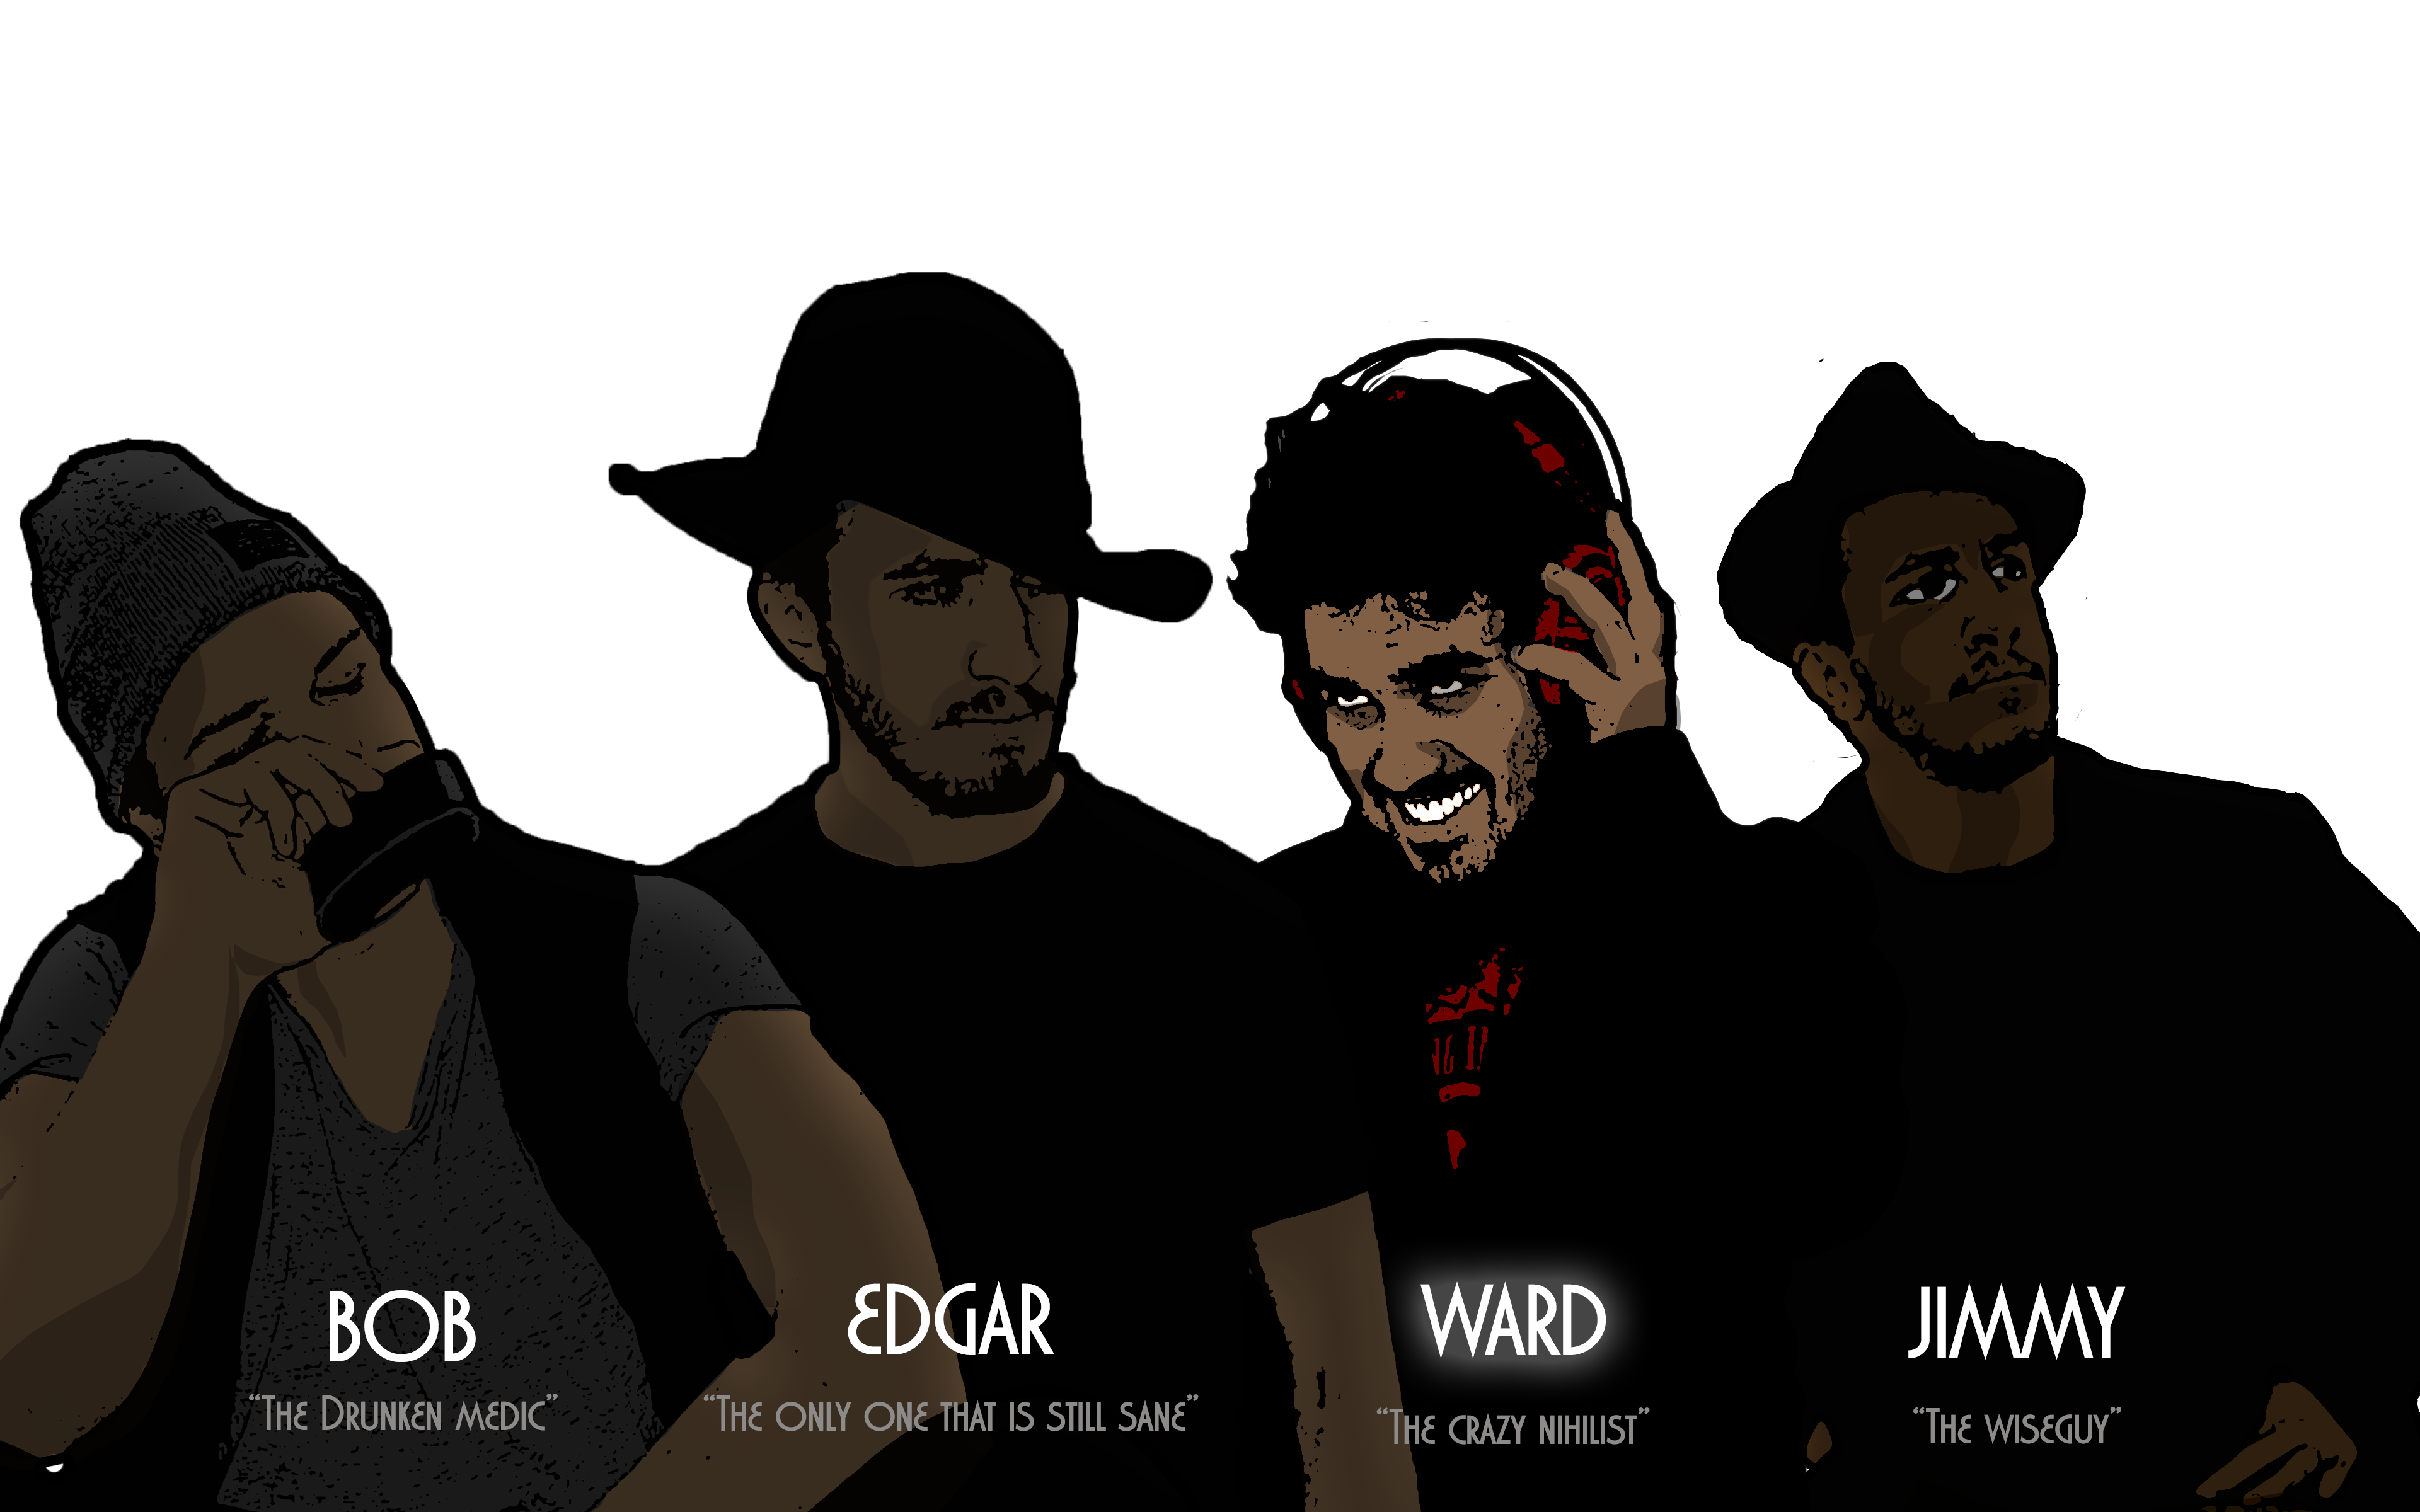 BOB
EDGAR
WARD
JIMMY
“The Drunken medic”
“The only one that is still sane”
“The crazy nihilist”
“The wiseguy”